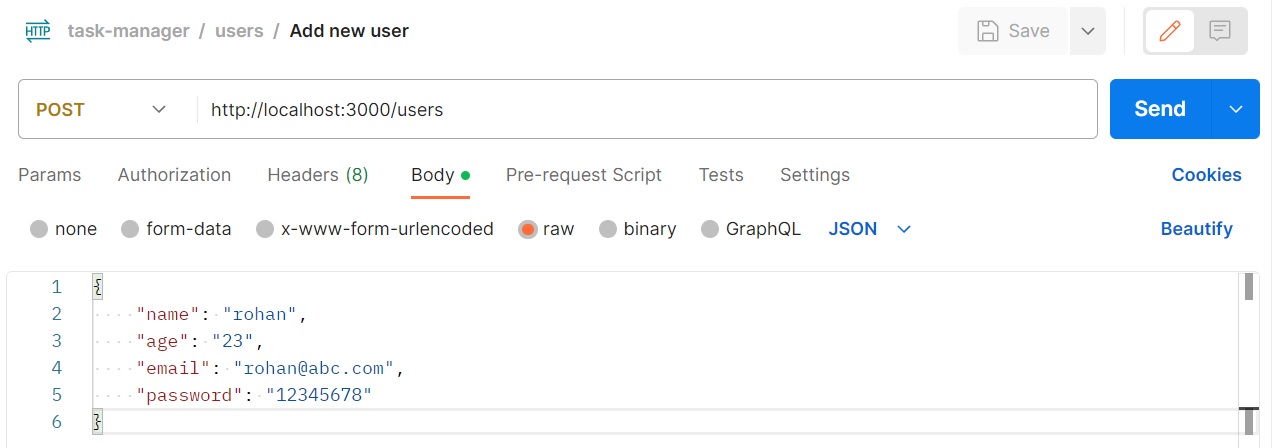 HTTP task-manager / users / Add new user Save
POST http://localhost:3000/users Send
Params Authorization Headers (8) Body Pre-request Script Tests Settings Cookies
none form-data x-www-form-urlencoded raw binary GraphQL JSON Beautify
1 {
2 "name": "rohan",
3 "age": "23",
4 "email": "rohan@abc.com",
5 "password": "12345678"
6 }